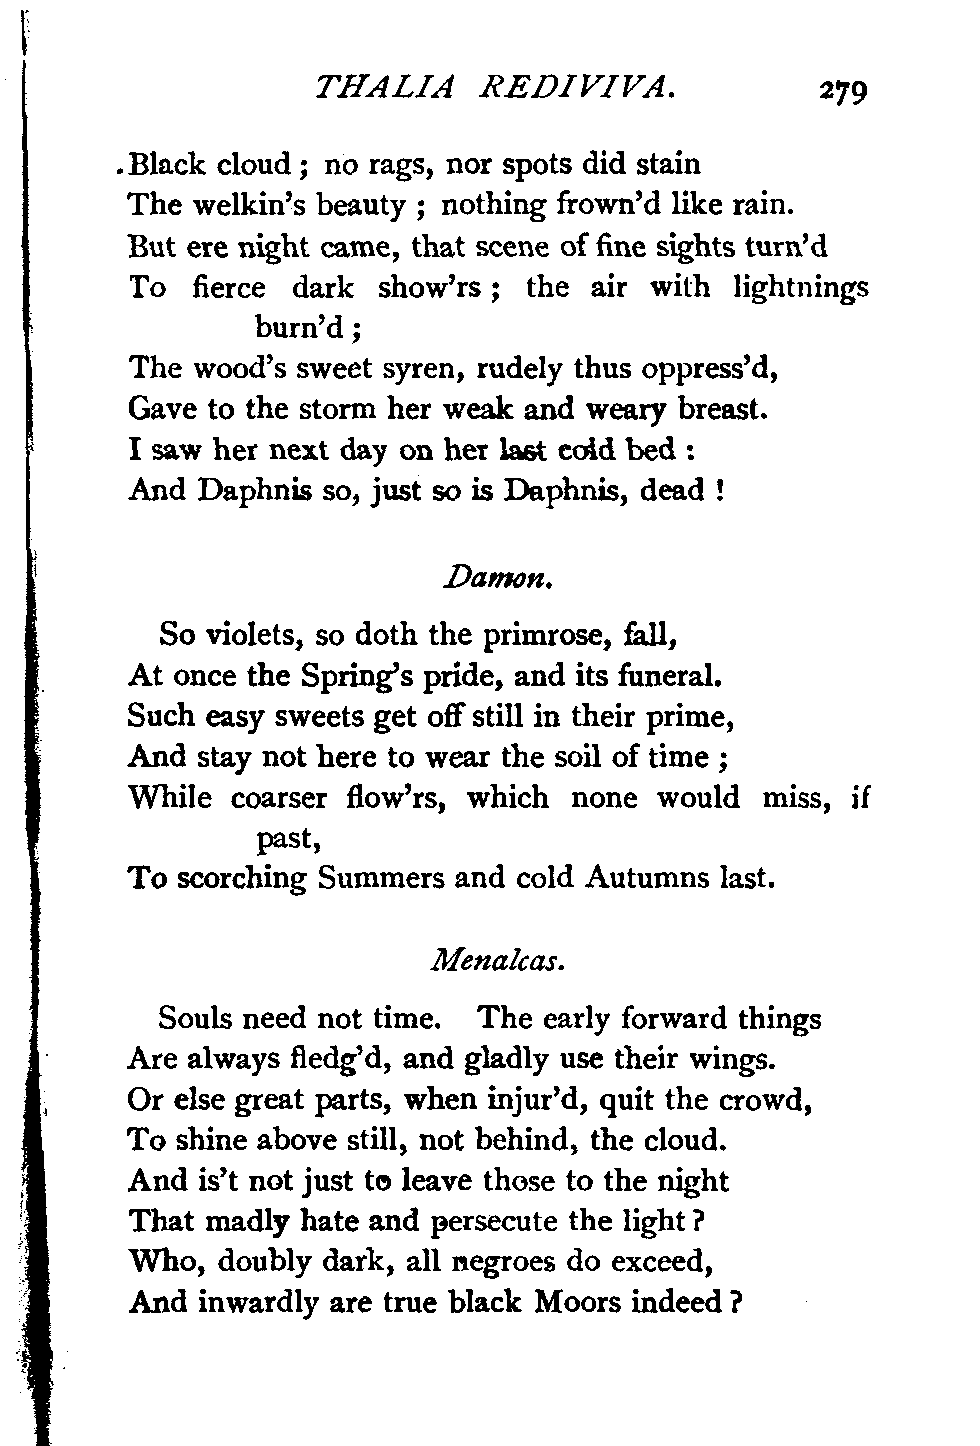 THALIA REDIVIVA. 279
Black cloud ; no rags, nor spots did stain
The welkin's beauty ; nothing frown'd like rain.
But ere night came, that scene of fine sights turn'd
To fierce dark show'rs ; the air with lightnings
burn'd ;
The wood's sweet syren, rudely thus oppress'd,
Gave to the storm her weak and weary breast.
I saw her next day on her last cold bed :
And Daphnis so, just so is Daphnis, dead !
Damon.
So violets, so doth the primrose, fall,
At once the Spring's pride, and its funeral.
Such easy sweets get off still in their prime,
And stay not here to wear the soil of time ;
While coarser flow'rs, which none would miss, if
past,
To scorching Summers and cold Autumns last.
Menalcas.
Souls need not time. The early forward things
Are always fledg'd, and gladly use their wings.
Or else great parts, when injur'd, quit the crowd,
To shine above still, not behind, the cloud.
And is't not just to leave those to the night
That madly hate and persecute the light ?
Who, doubly dark, all negroes do exceed,
And inwardly are true black Moors indeed ?